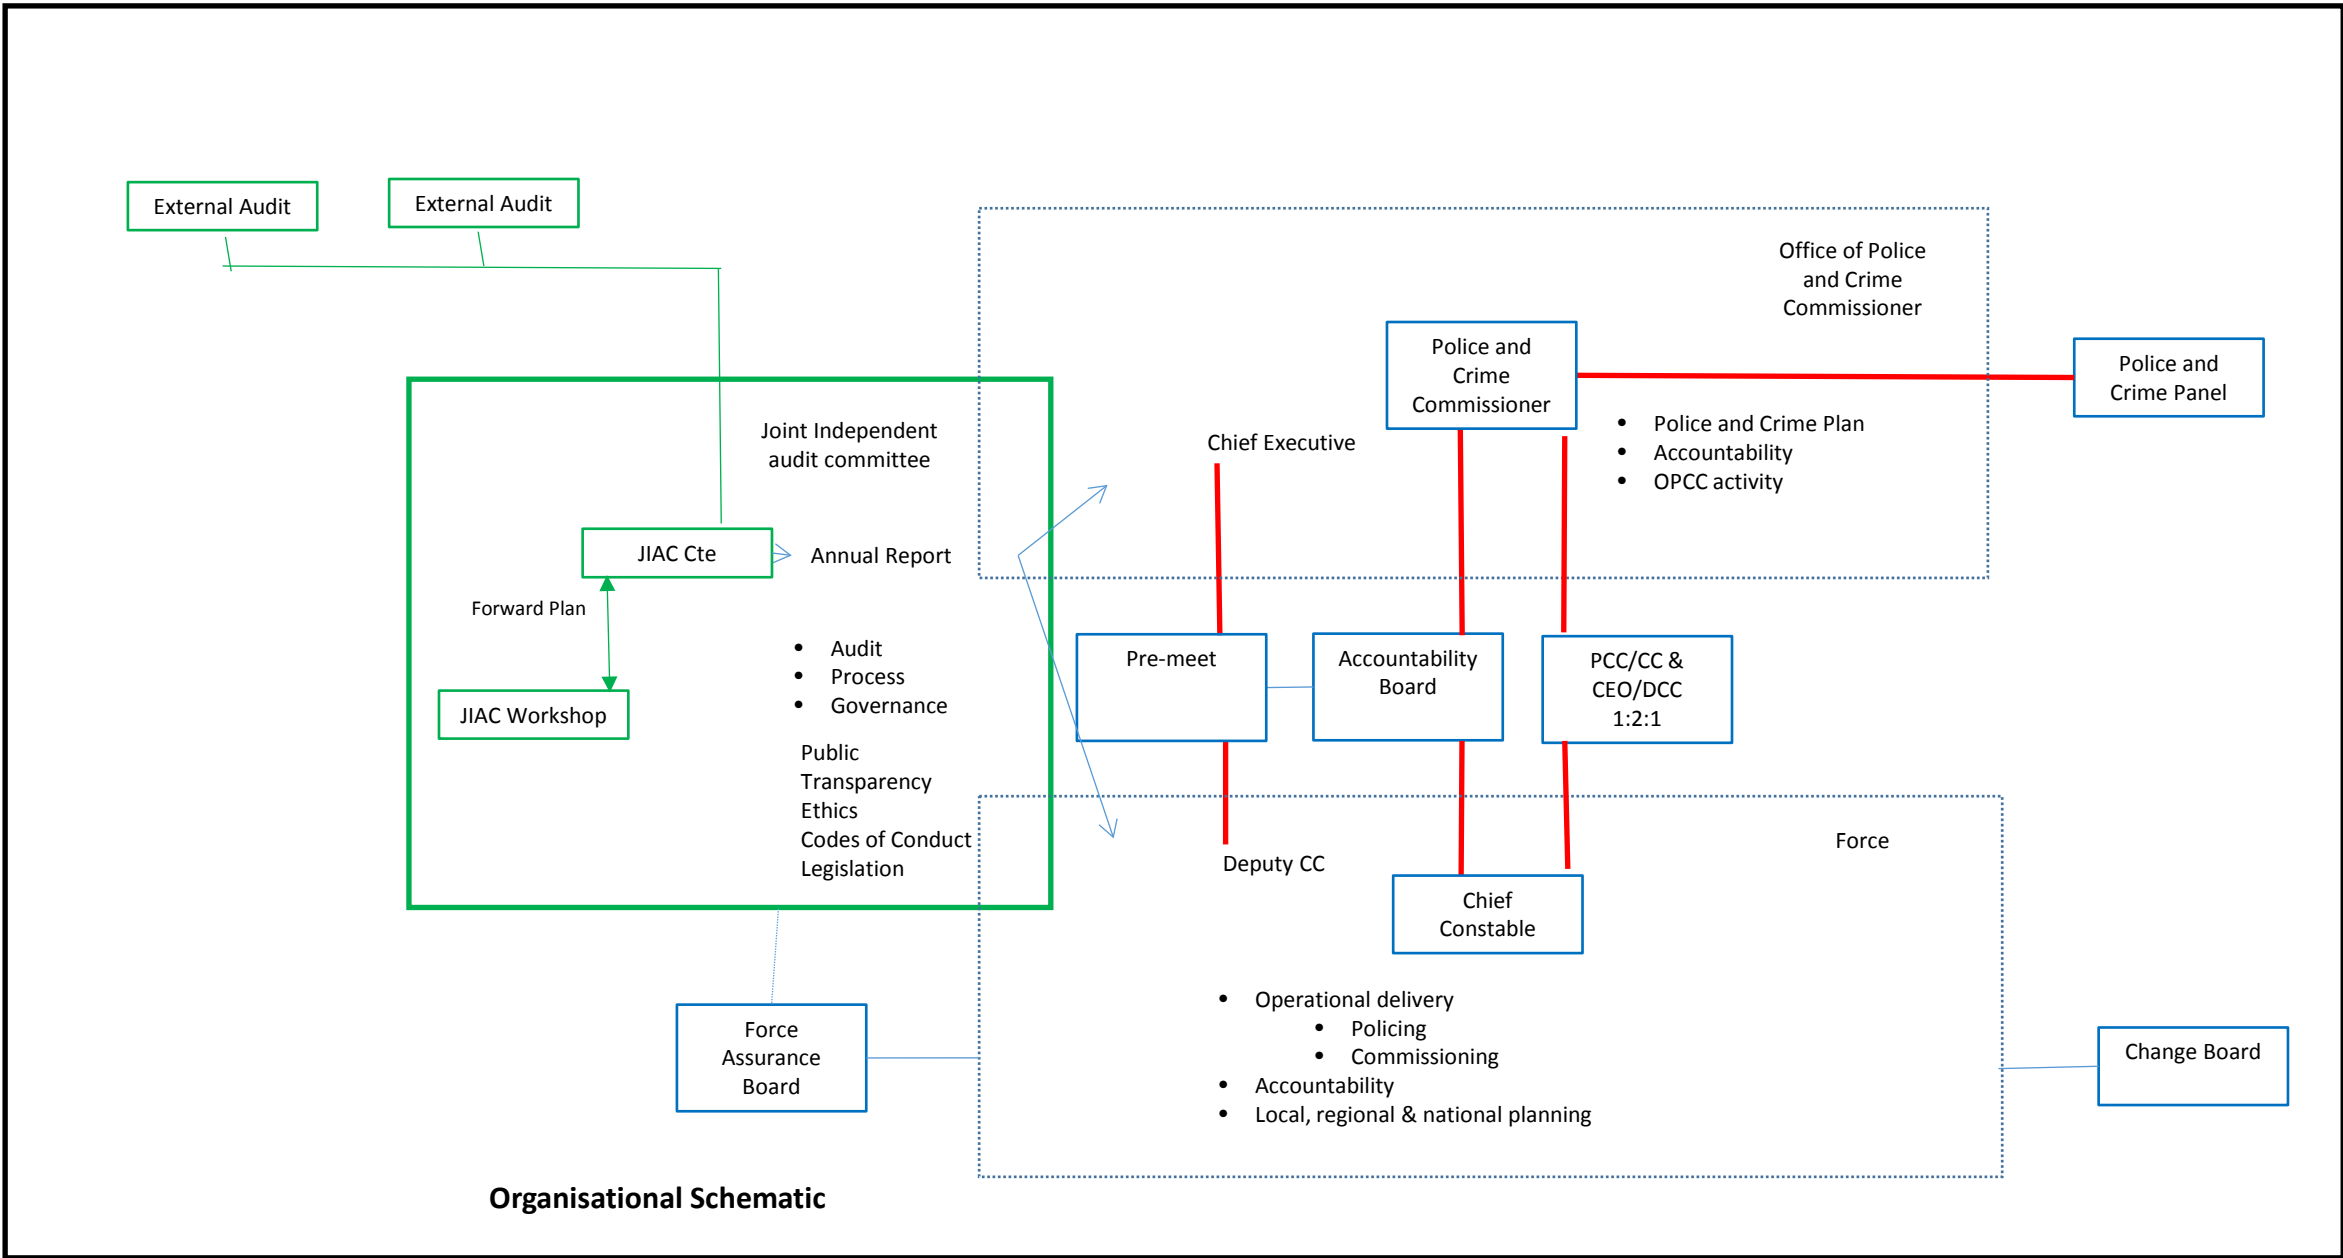 External Audit
External Audit
Office of Police
and Crime
Commissioner
Police and
Crime
Commissioner
Police and
Crime Panel
• Police and Crime Plan
• Accountability
• OPCC activity
Chief Executive
Joint Independent
audit committee
JIAC Cte
Annual Report
Forward Plan
JIAC Workshop
• Audit
• Process
• Governance
Public
Transparency
Ethics
Codes of Conduct
Legislation
Pre-meet
Accountability
Board
PCC/CC &
CEO/DCC
1:2:1
Force
Deputy CC
Chief
Constable
• Operational delivery
• Policing
• Commissioning
• Accountability
• Local, regional & national planning
Force
Assurance
Board
Change Board
Organisational Schematic